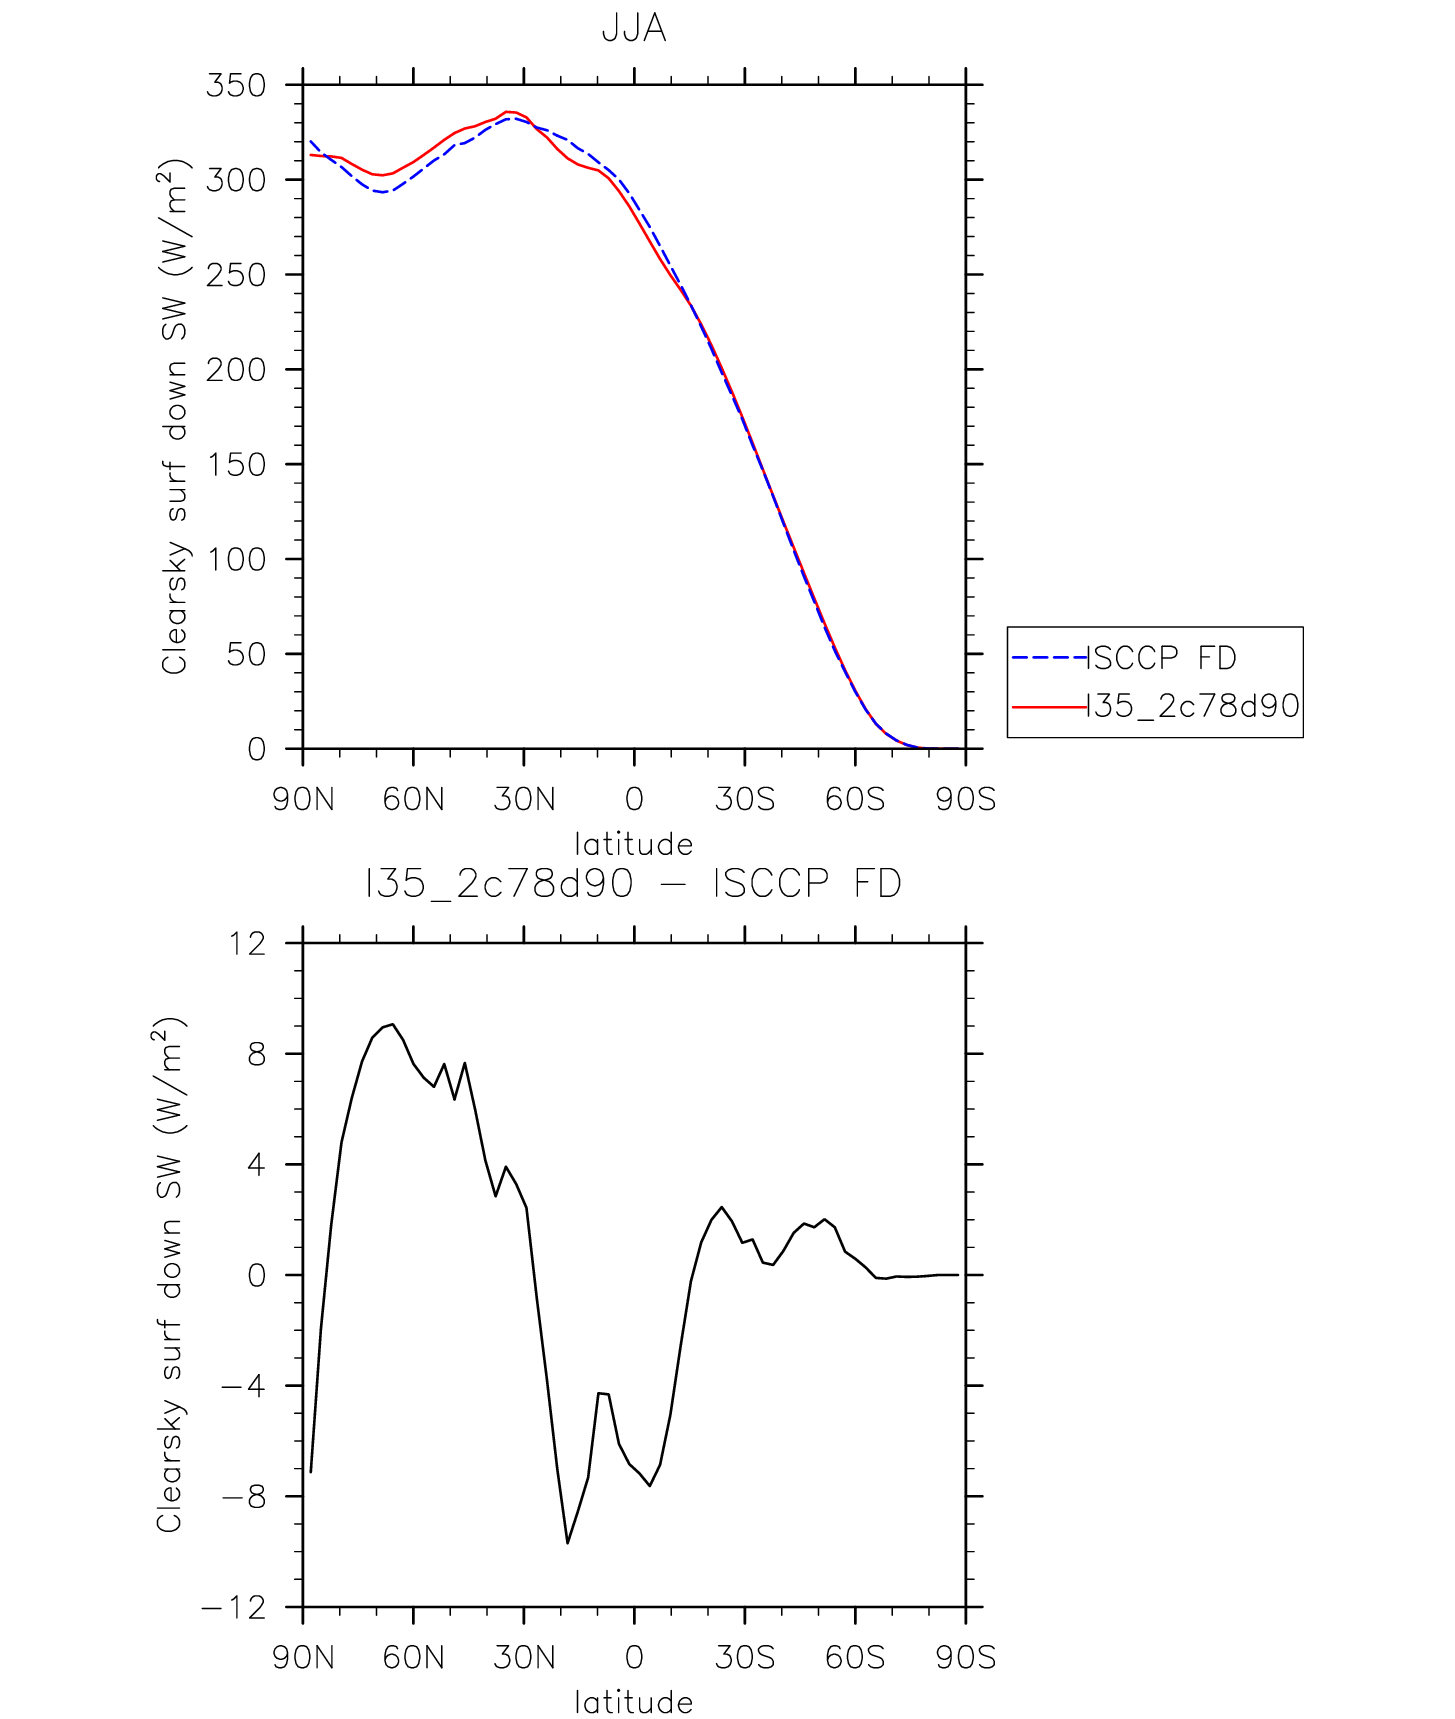 JJA
350
300
250
200
150
100
50
0
Clearsky surf down SW (W/m²)
90N 60N 30N 0 30S 60S 90S
latitude
ISCCP FD
I35_2c78d90
I35_2c78d90 − ISCCP FD
12
8
4
0
−4
−8
−12
Clearsky surf down SW (W/m²)
90N 60N 30N 0 30S 60S 90S
latitude